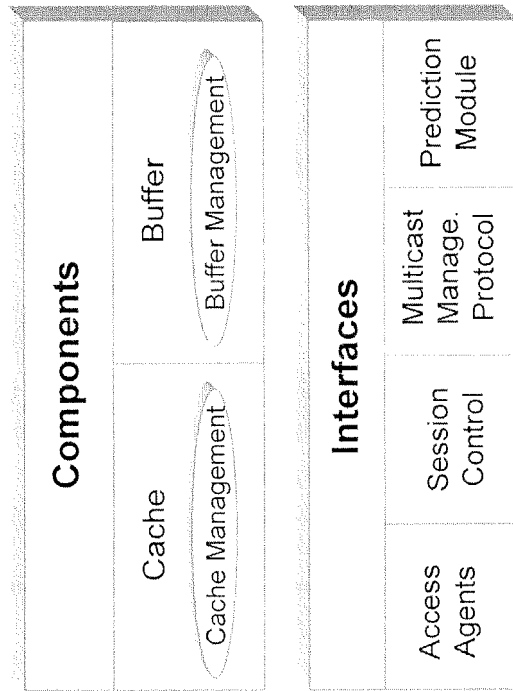 Components
Cache
Cache Management
Buffer
Buffer Management
Interfaces
Access
Agents
Session
Control
Multicast
Manage.
Protocol
Prediction
Module